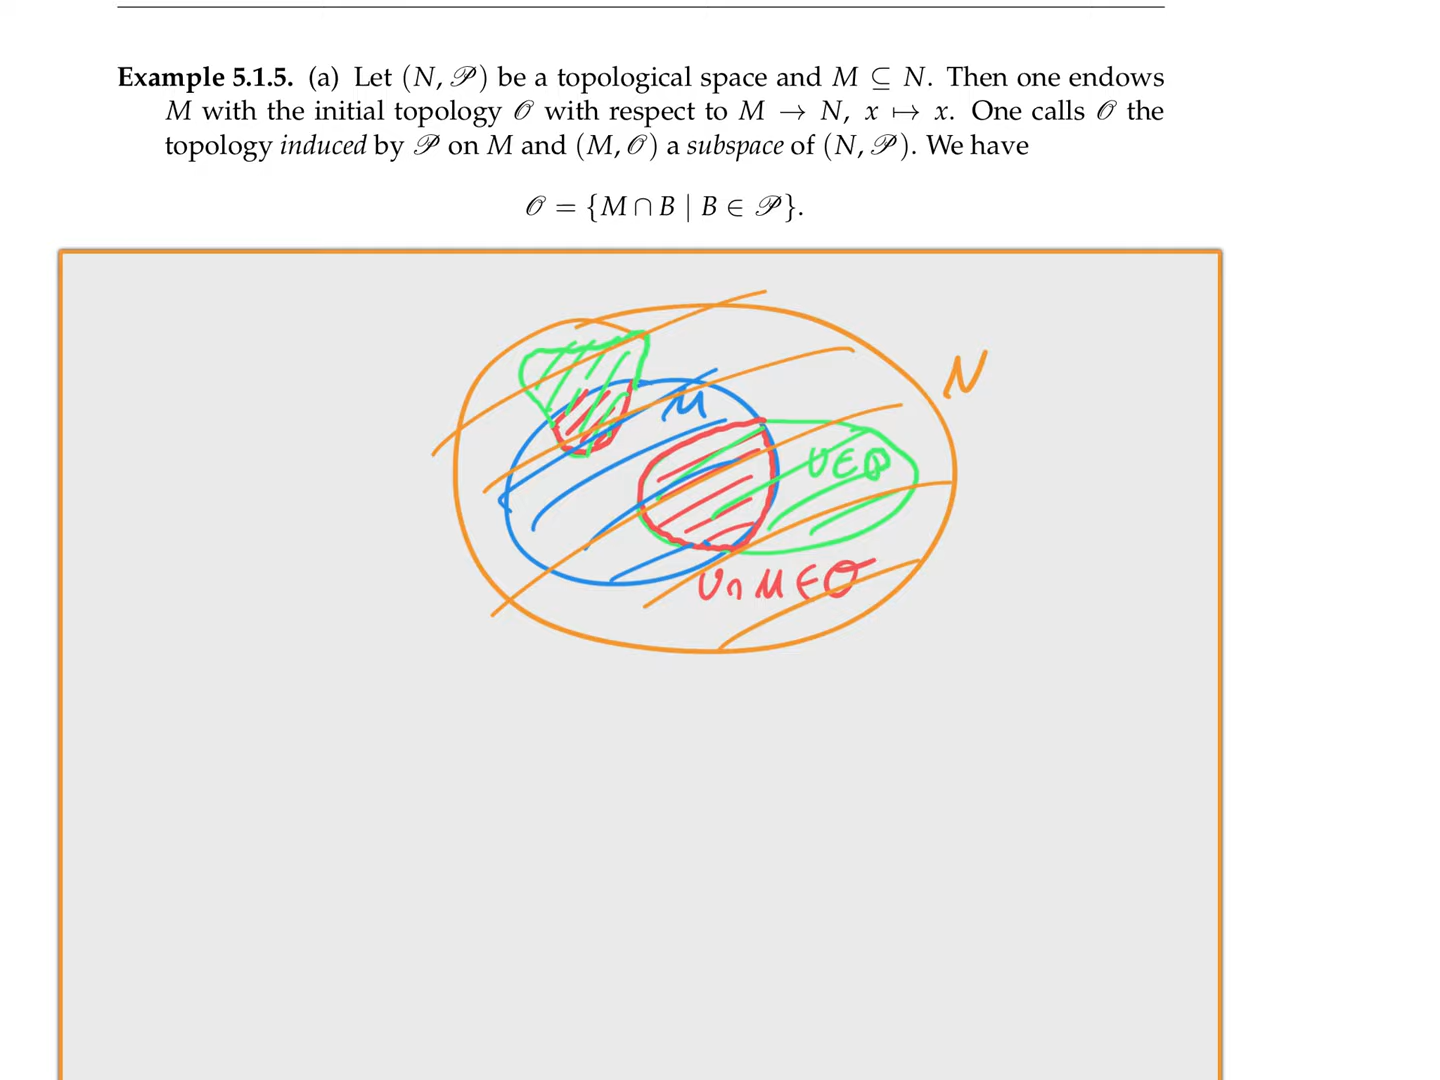 Example 5.1.5. (a) Let (N, 𝒫) be a topological space and M ⊆ N. Then one endows
M with the initial topology 𝒪 with respect to M → N, x ↦ x. One calls 𝒪 the
topology induced by 𝒫 on M and (M, 𝒪) a subspace of (N, 𝒫). We have
𝒪 = {M ∩ B | B ∈ 𝒫}.
N
M
U∈𝒫
U∩M∈𝒪